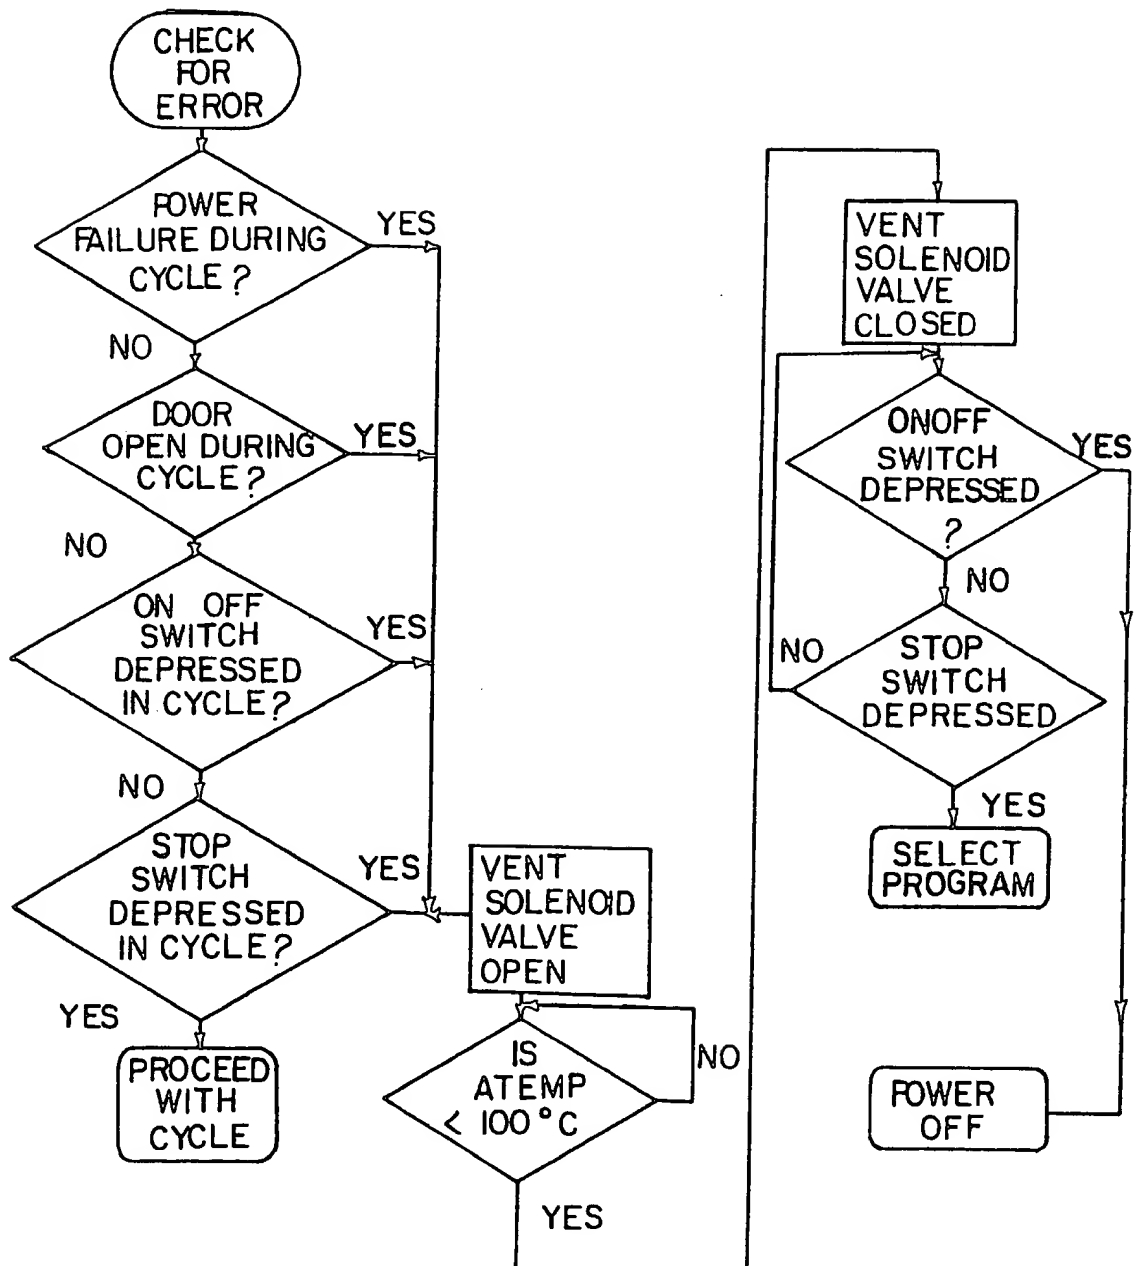 CHECK
FOR
ERROR
POWER
FAILURE DURING
CYCLE?
YES
NO
DOOR
OPEN DURING
CYCLE?
YES
NO
ON OFF
SWITCH
DEPRESSED
IN CYCLE?
YES
NO
STOP
SWITCH
DEPRESSED
IN CYCLE?
YES
YES
PROCEED
WITH
CYCLE
VENT
SOLENOID
VALVE
OPEN
IS
ATEMP
< 100°C
NO
YES
VENT
SOLENOID
VALVE
CLOSED
ONOFF
SWITCH
DEPRESSED
?
YES
NO
STOP
SWITCH
DEPRESSED
NO
YES
SELECT
PROGRAM
POWER
OFF